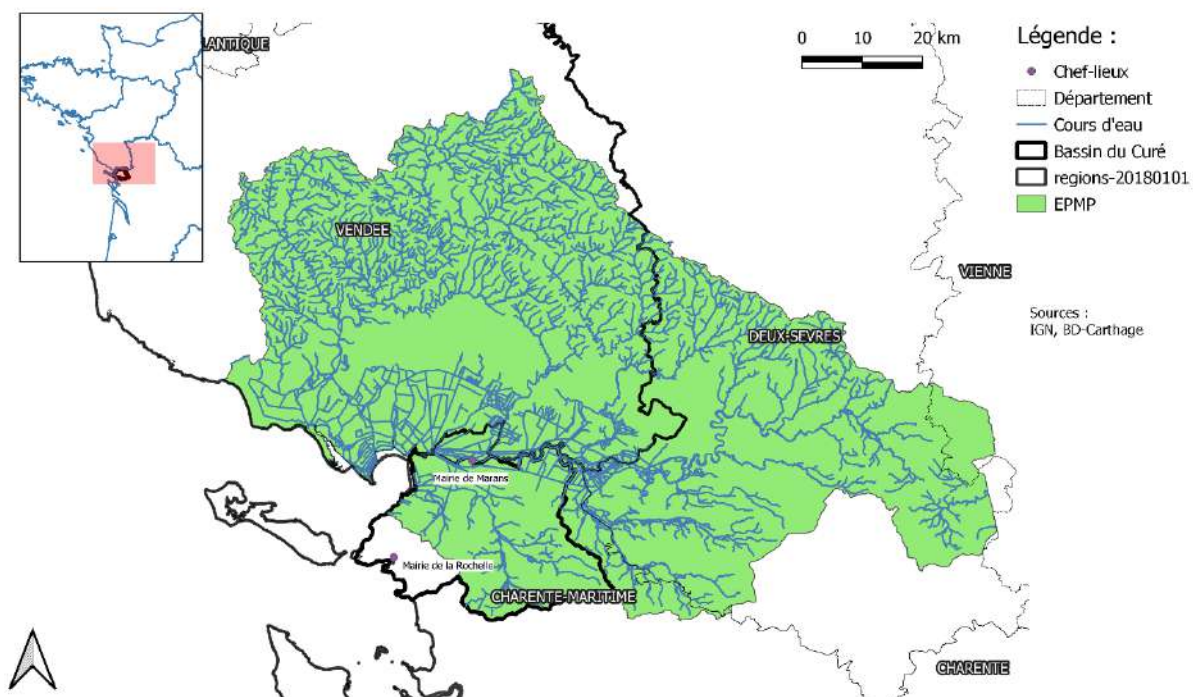 LANTIQUE
0 10 20 km
Légende :
Chef-lieux
Département
Cours d'eau
Bassin du Curé
regions-20180101
EPMP
VENDEE
VIENNE
Sources :
IGN, BD-Carthage
DEUX-SEVRES
Mairie de Marans
Mairie de la Rochelle
CHARENTE-MARITIME
CHARENTE